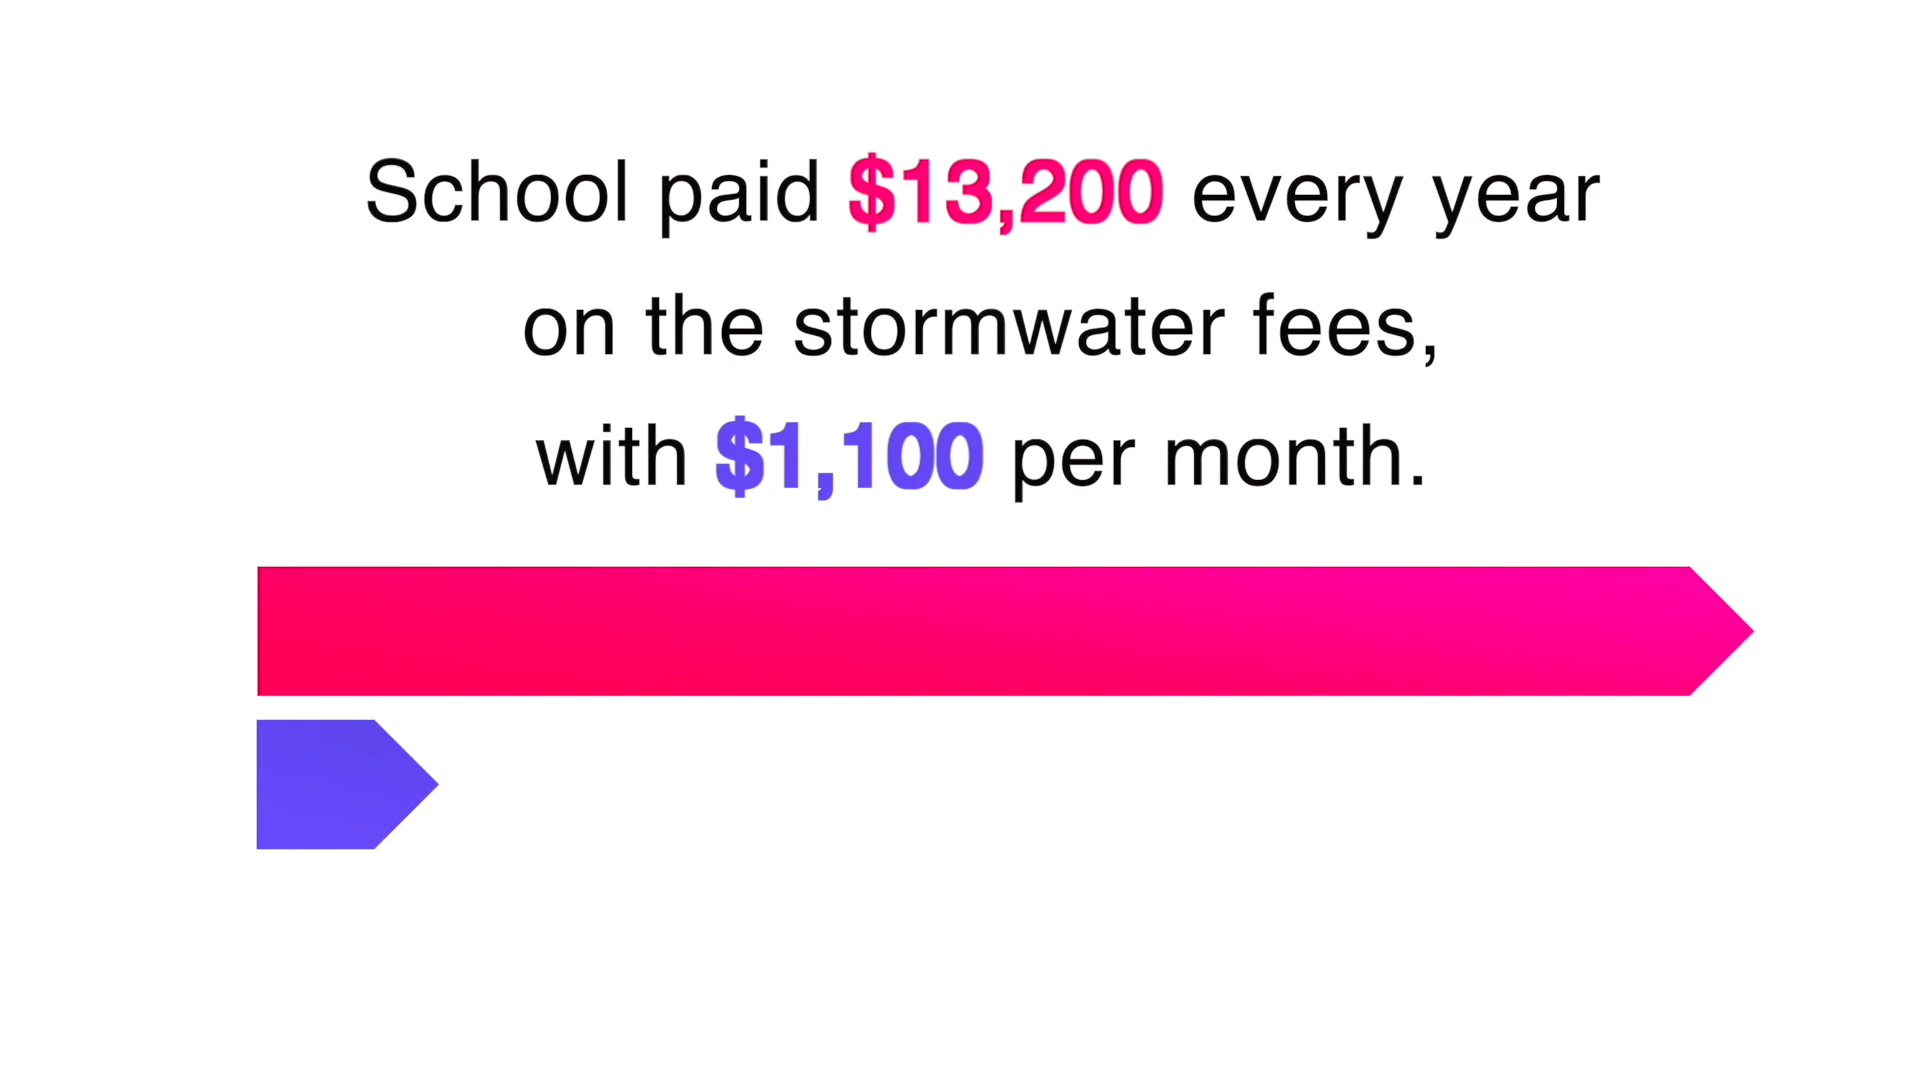 School paid $13,200 every year
on the stormwater fees,
with $1,100 per month.